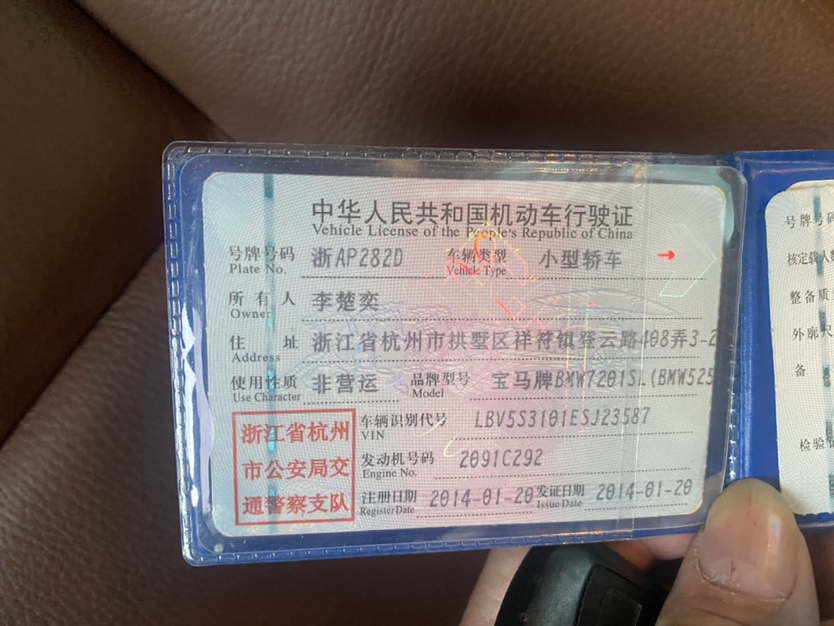 中华人民共和国机动车行驶证
Vehicle License of the People's Republic of China
号牌号码 浙AP282D 车辆类型 小型轿车
Plate No. Vehicle Type
所有人 李楚奕
Owner
住址 浙江省杭州市拱墅区祥符镇登云路408弄3-2
Address
使用性质 非营运 品牌型号 宝马牌BMW7201SL(BMW525
Use Character Model
浙江省杭州
市公安局交
通警察支队
车辆识别代号 LBV5S3101ESJ23587
VIN
发动机号码 2091C292
Engine No.
注册日期 2014-01-20 发证日期 2014-01-20
Register Date Issue Date
号牌号码
核定载人数
整备质
外廓尺
备
检验